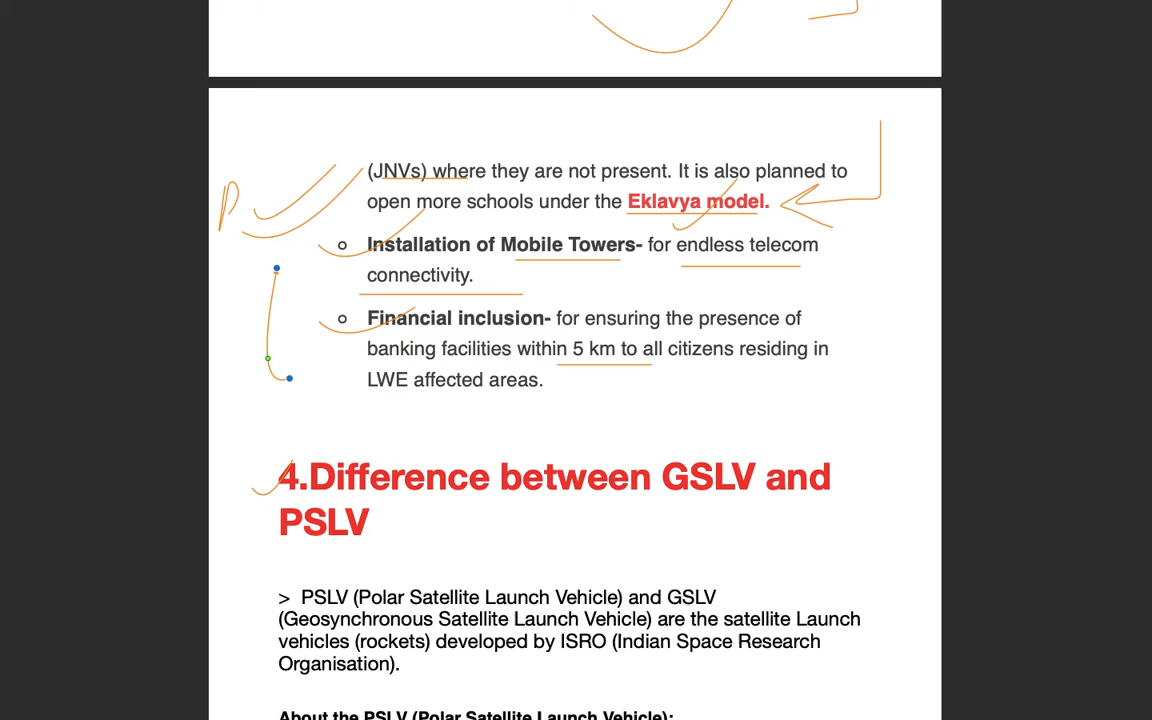 (JNVs) where they are not present. It is also planned to
open more schools under the Eklavya model.
P
o Installation of Mobile Towers- for endless telecom
connectivity.
o Financial inclusion- for ensuring the presence of
banking facilities within 5 km to all citizens residing in
LWE affected areas.
4.Difference between GSLV and
PSLV
> PSLV (Polar Satellite Launch Vehicle) and GSLV
(Geosynchronous Satellite Launch Vehicle) are the satellite Launch
vehicles (rockets) developed by ISRO (Indian Space Research
Organisation).
About the PSLV (Polar Satellite Launch Vehicle):